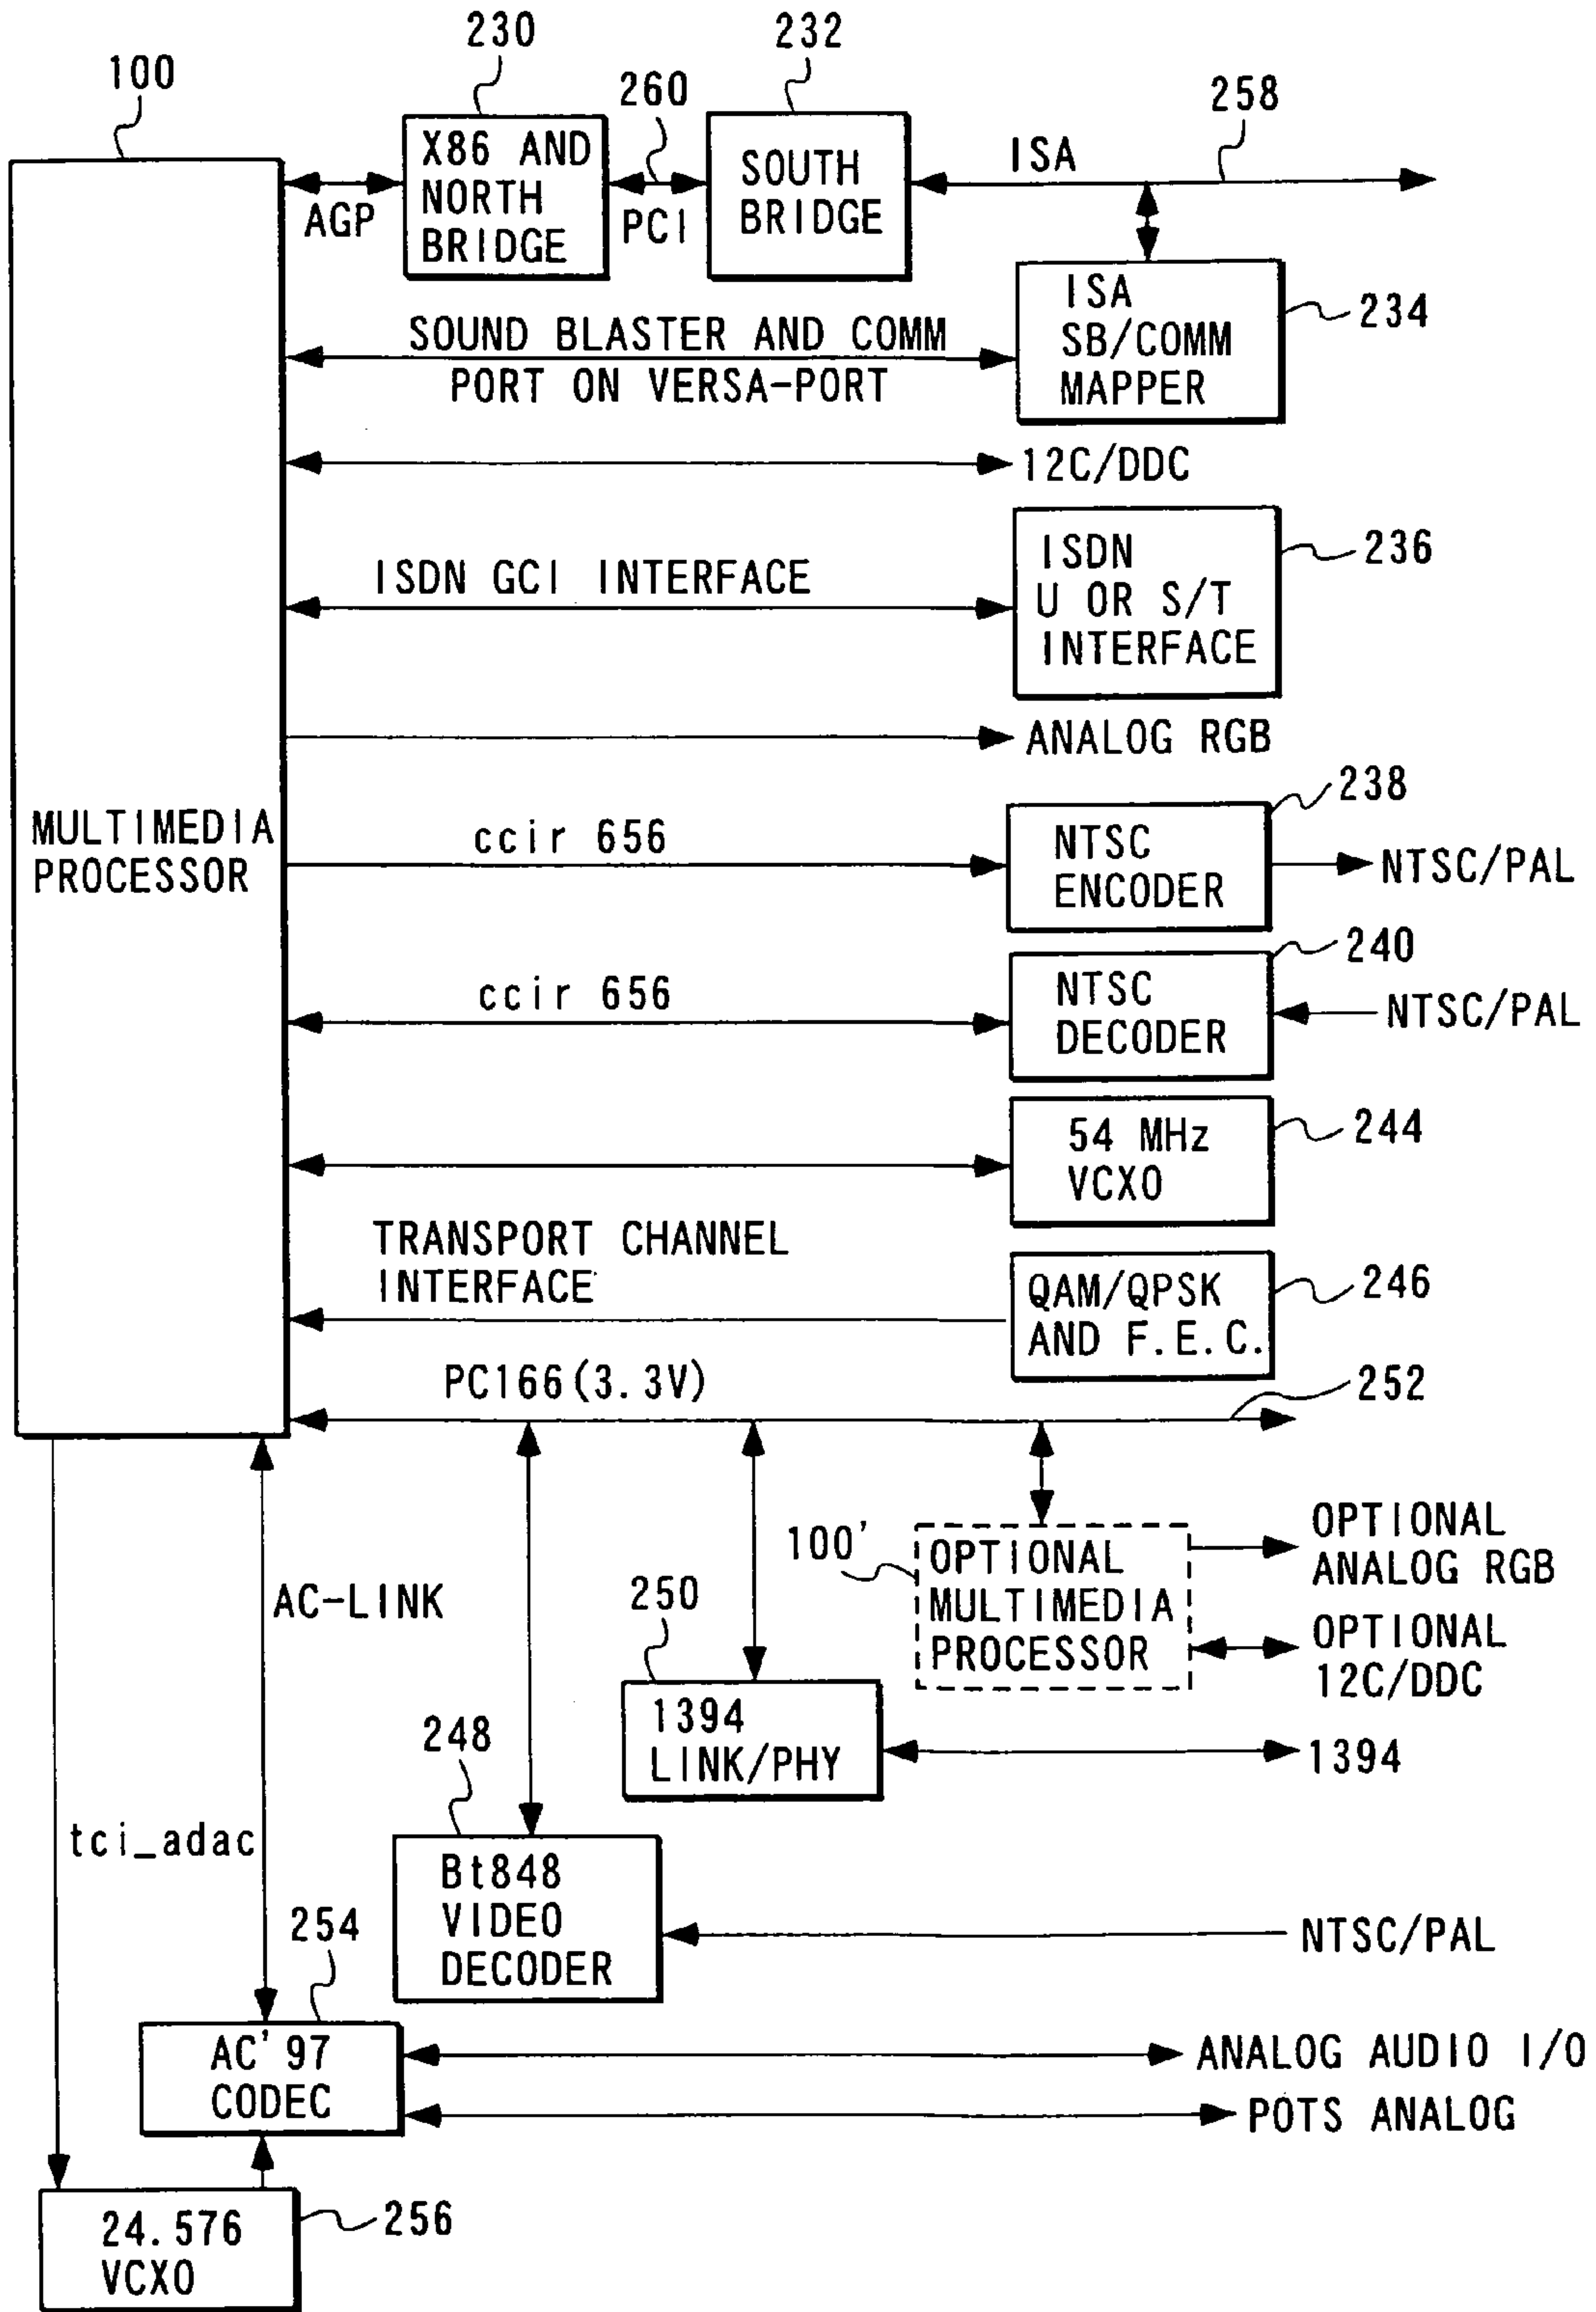 100
230
232
260
258
X86 AND
NORTH
BRIDGE
AGP
PCI
SOUTH
BRIDGE
ISA
ISA
SB/COMM
MAPPER
234
SOUND BLASTER AND COMM
PORT ON VERSA-PORT
12C/DDC
ISDN GCI INTERFACE
ISDN
U OR S/T
INTERFACE
236
ANALOG RGB
MULTIMEDIA
PROCESSOR
ccir 656
NTSC
ENCODER
238
NTSC/PAL
ccir 656
NTSC
DECODER
240
NTSC/PAL
54 MHz
VCXO
244
TRANSPORT CHANNEL
INTERFACE
QAM/QPSK
AND F.E.C.
246
PC166(3.3V)
252
100'
OPTIONAL
MULTIMEDIA
PROCESSOR
OPTIONAL
ANALOG RGB
OPTIONAL
12C/DDC
AC-LINK
250
1394
LINK/PHY
1394
248
tci_adac
Bt848
VIDEO
DECODER
NTSC/PAL
254
AC'97
CODEC
ANALOG AUDIO I/O
POTS ANALOG
24.576
VCXO
256